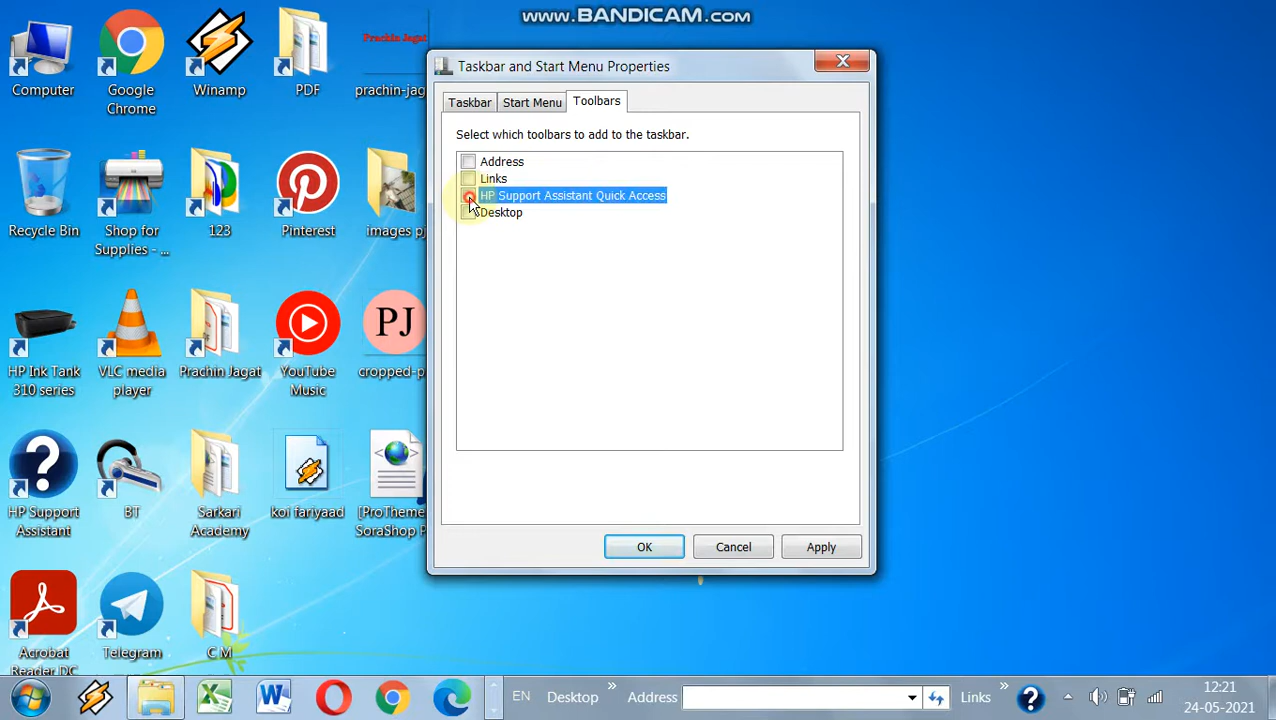 www.BANDICAM.com
Computer
Google
Chrome
Winamp
PDF
Prachin Jagat
prachin-jag
Recycle Bin
Shop for
Supplies - ...
123
Pinterest
images pj
HP Ink Tank
310 series
VLC media
player
Prachin Jagat
YouTube
Music
PJ
cropped-p
HP Support
Assistant
BT
Sarkari
Academy
koi fariyaad
[ProTheme
SoraShop P
Acrobat
Reader DC
Telegram
C M
Taskbar and Start Menu Properties
Taskbar
Start Menu
Toolbars
Select which toolbars to add to the taskbar.
Address
Links
HP Support Assistant Quick Access
Desktop
OK
Cancel
Apply
EN
Desktop
»
Address
Links
»
12:21
24-05-2021